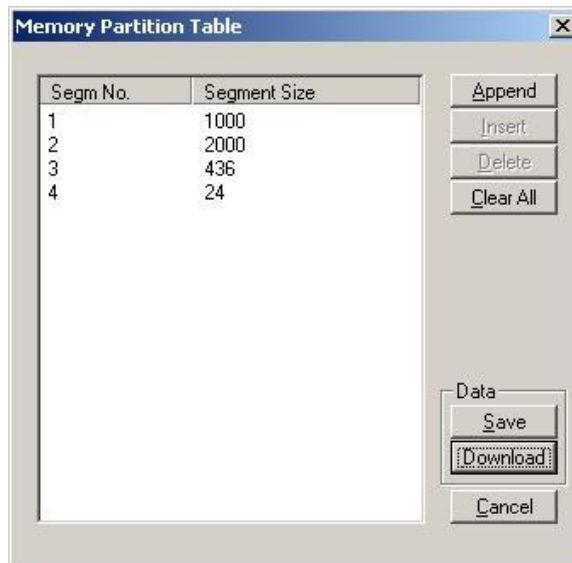 Memory Partition Table
Segm No. Segment Size
1 1000
2 2000
3 436
4 24
Append
Insert
Delete
Clear All
Data
Save
Download
Cancel